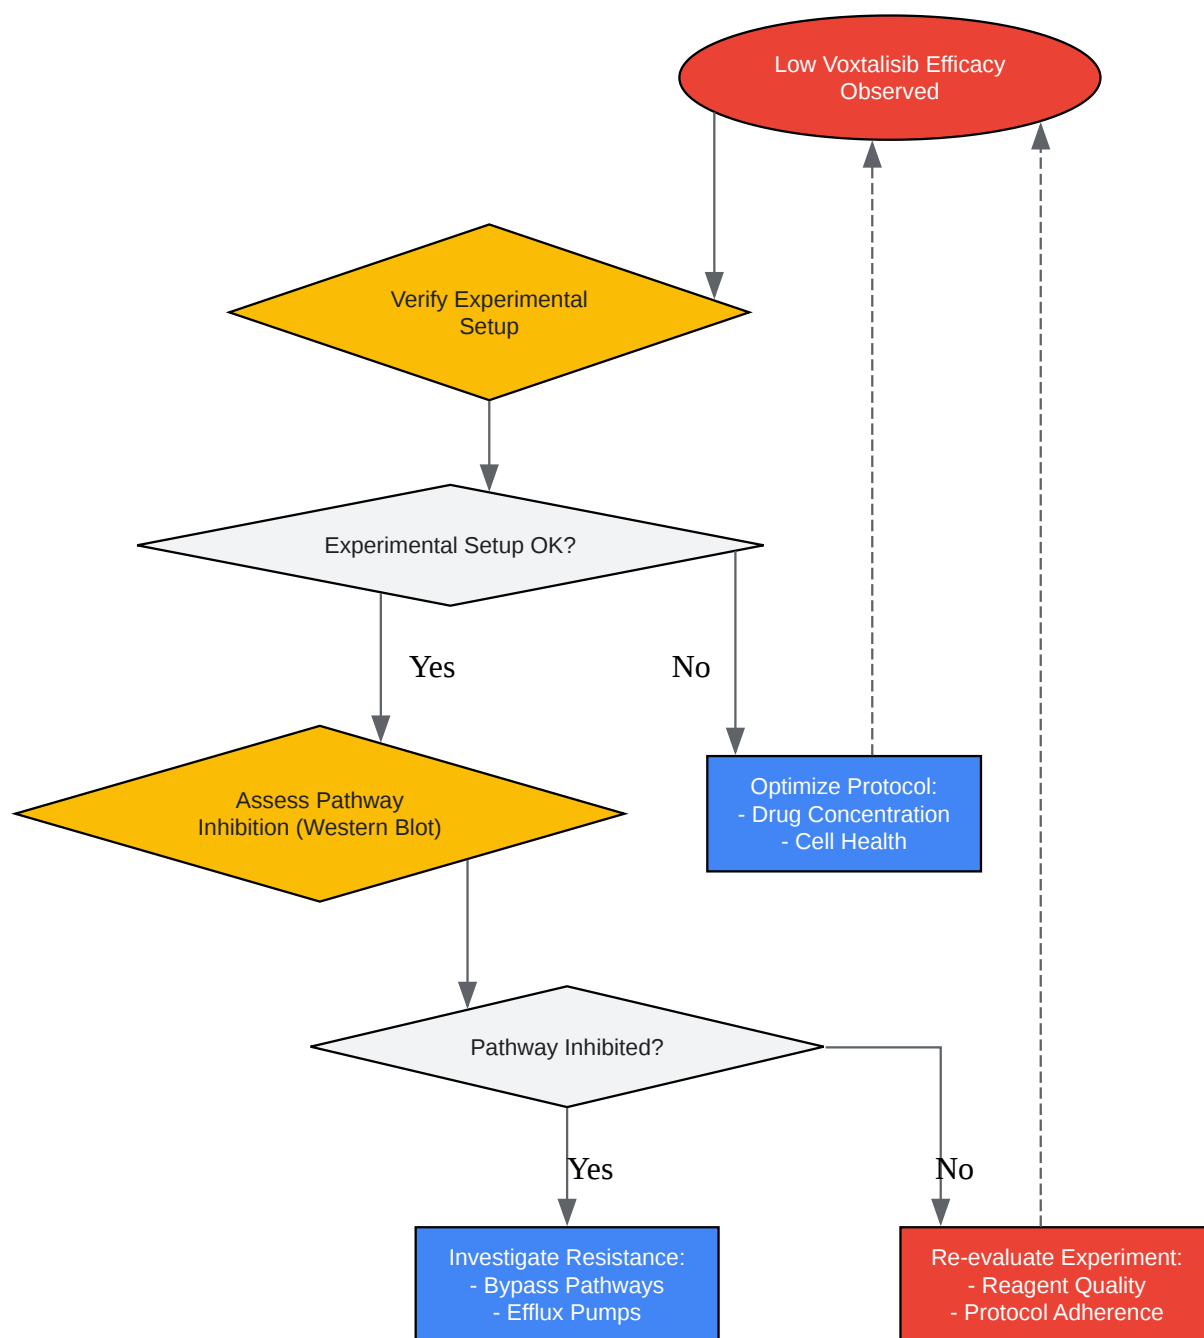 Low Voxtalisib Efficacy
Observed
Verify Experimental
Setup
Experimental Setup OK?
Yes
No
Assess Pathway
Inhibition (Western Blot)
Optimize Protocol:
- Drug Concentration
- Cell Health
Pathway Inhibited?
Yes
No
Investigate Resistance:
- Bypass Pathways
- Efflux Pumps
Re-evaluate Experiment:
- Reagent Quality
- Protocol Adherence